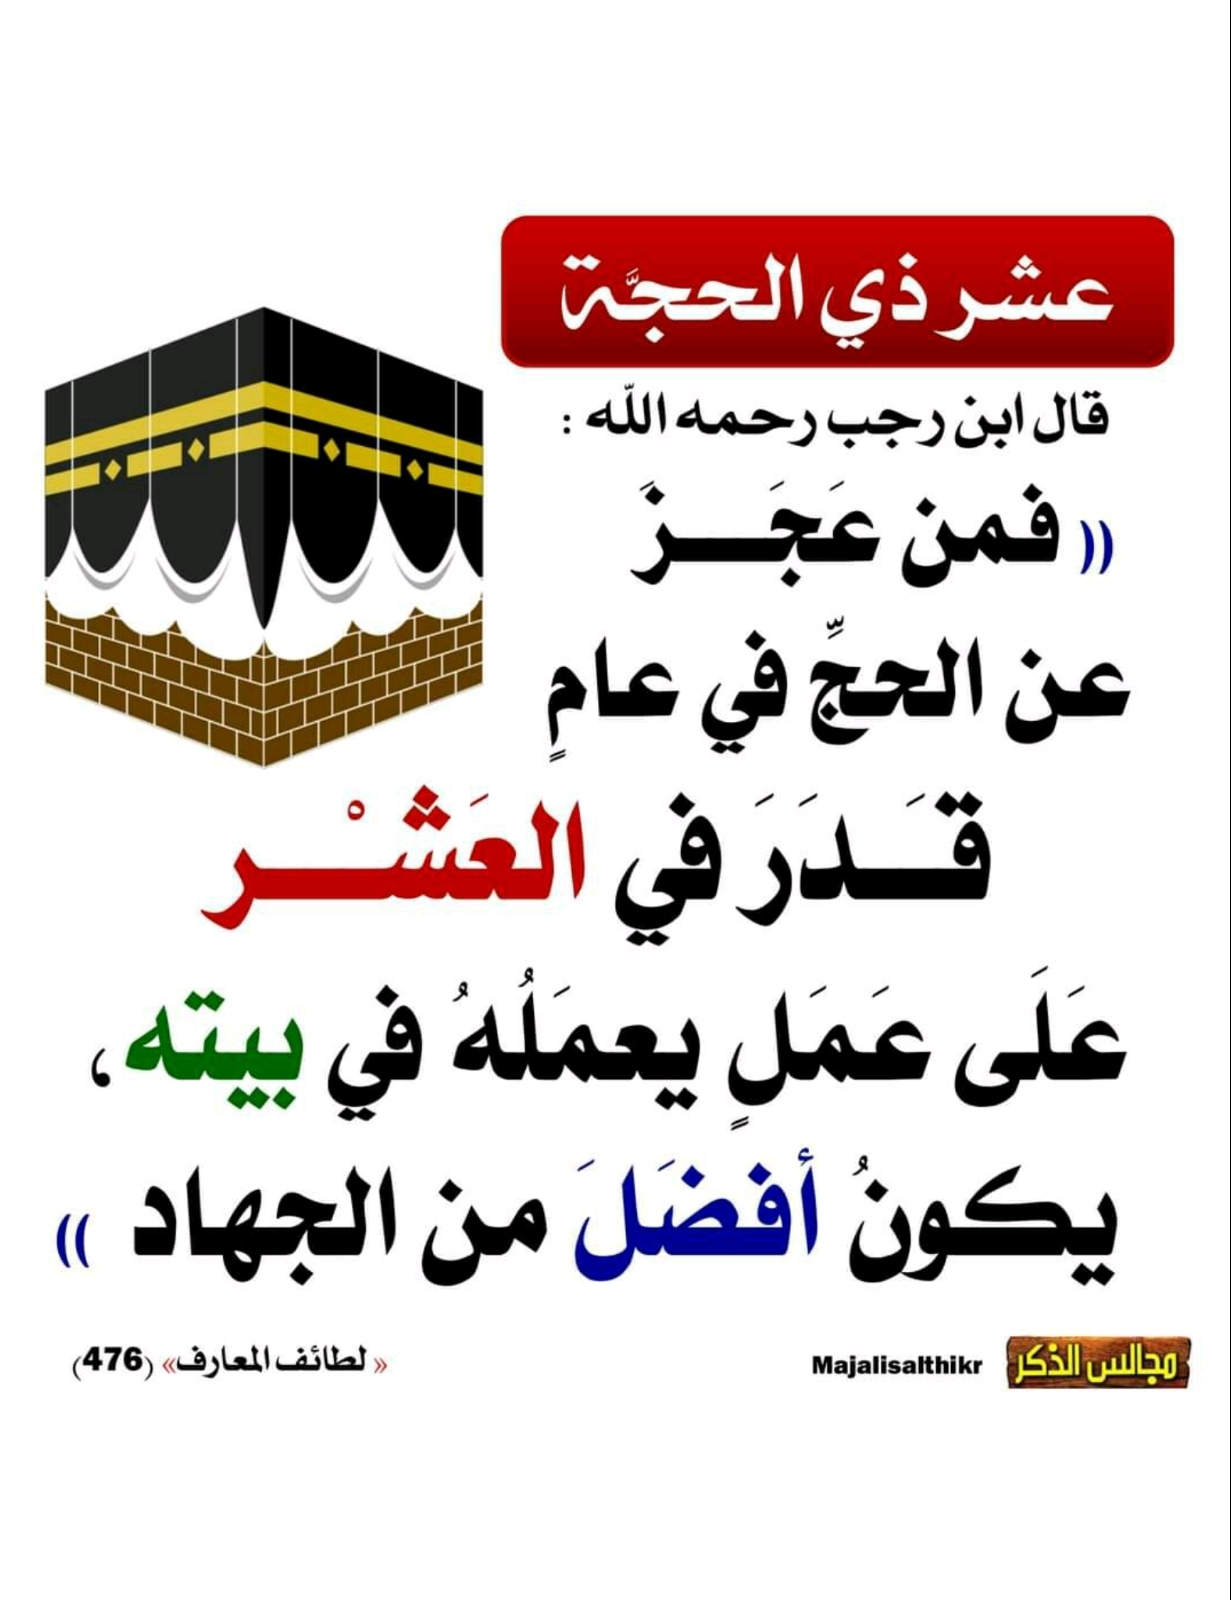 عشر ذي الحجَّة
قال ابن رجب رحمه اللّه :
(( فمن عَجَـــزَ
عن الحجِّ في عامٍ
قَـــدَرَ في العَشْـــر
عَلَى عَمَلٍ يعمَلُهُ في بيته ،
يكونُ أفضَلَ من الجهاد ))
مجالس الذكر Majalisalthikr
« لطائف المعارف» (476)